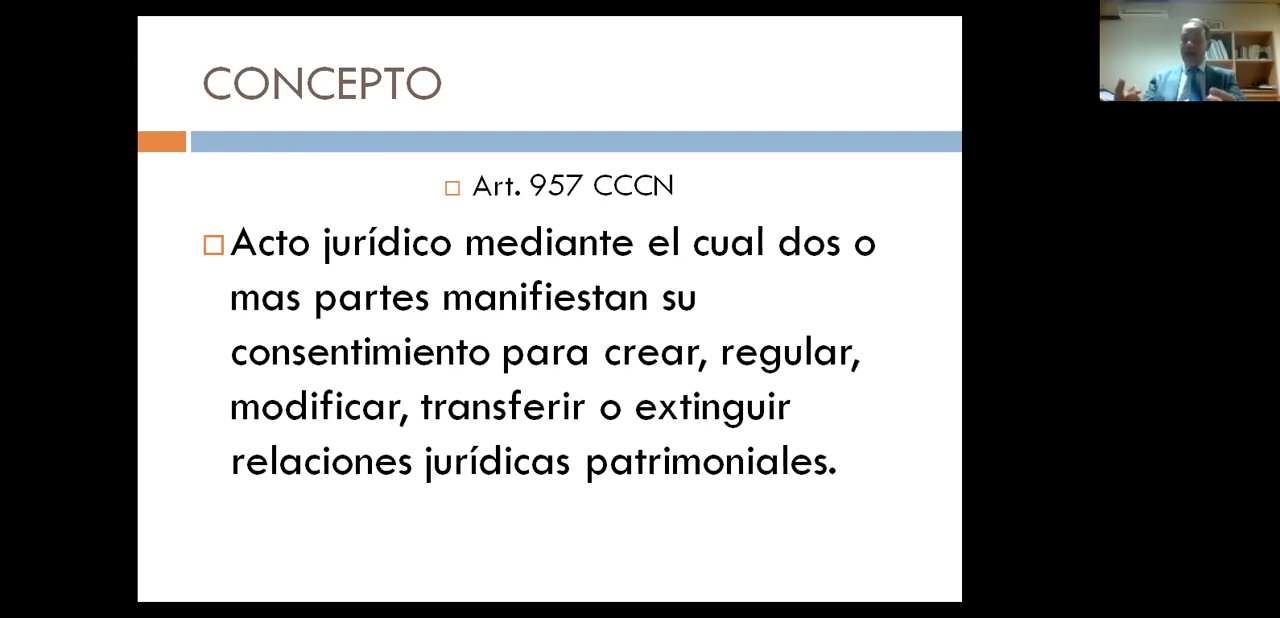 CONCEPTO
Art. 957 CCCN
Acto jurídico mediante el cual dos o
mas partes manifiestan su
consentimiento para crear, regular,
modificar, transferir o extinguir
relaciones jurídicas patrimoniales.